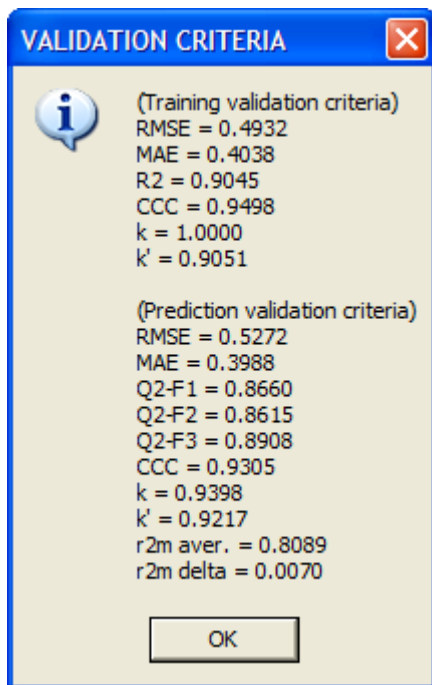 VALIDATION CRITERIA
(Training validation criteria)
RMSE = 0.4932
MAE = 0.4038
R2 = 0.9045
CCC = 0.9498
k = 1.0000
k' = 0.9051
(Prediction validation criteria)
RMSE = 0.5272
MAE = 0.3988
Q2-F1 = 0.8660
Q2-F2 = 0.8615
Q2-F3 = 0.8908
CCC = 0.9305
k = 0.9398
k' = 0.9217
r2m aver. = 0.8089
r2m delta = 0.0070
OK